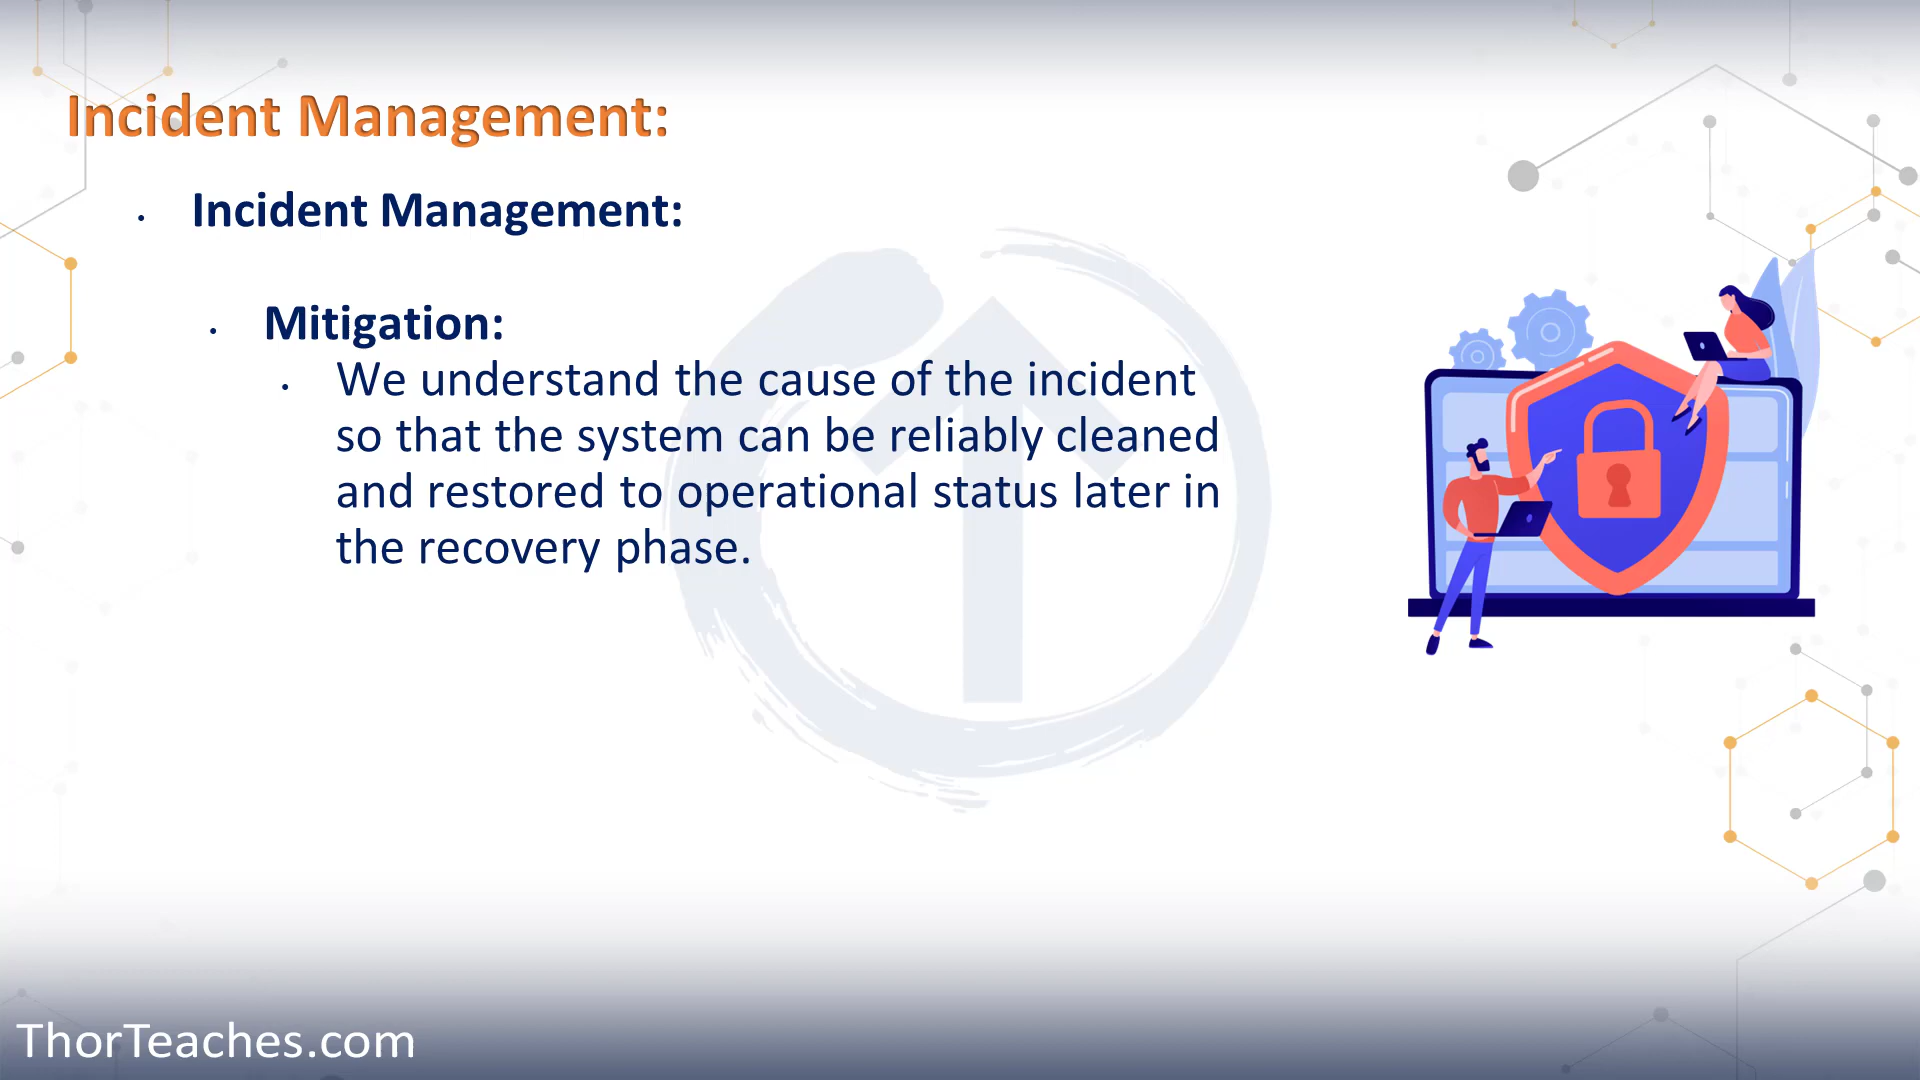 Incident Management:
• Incident Management:
• Mitigation:
• We understand the cause of the incident
so that the system can be reliably cleaned
and restored to operational status later in
the recovery phase.
ThorTeaches.com